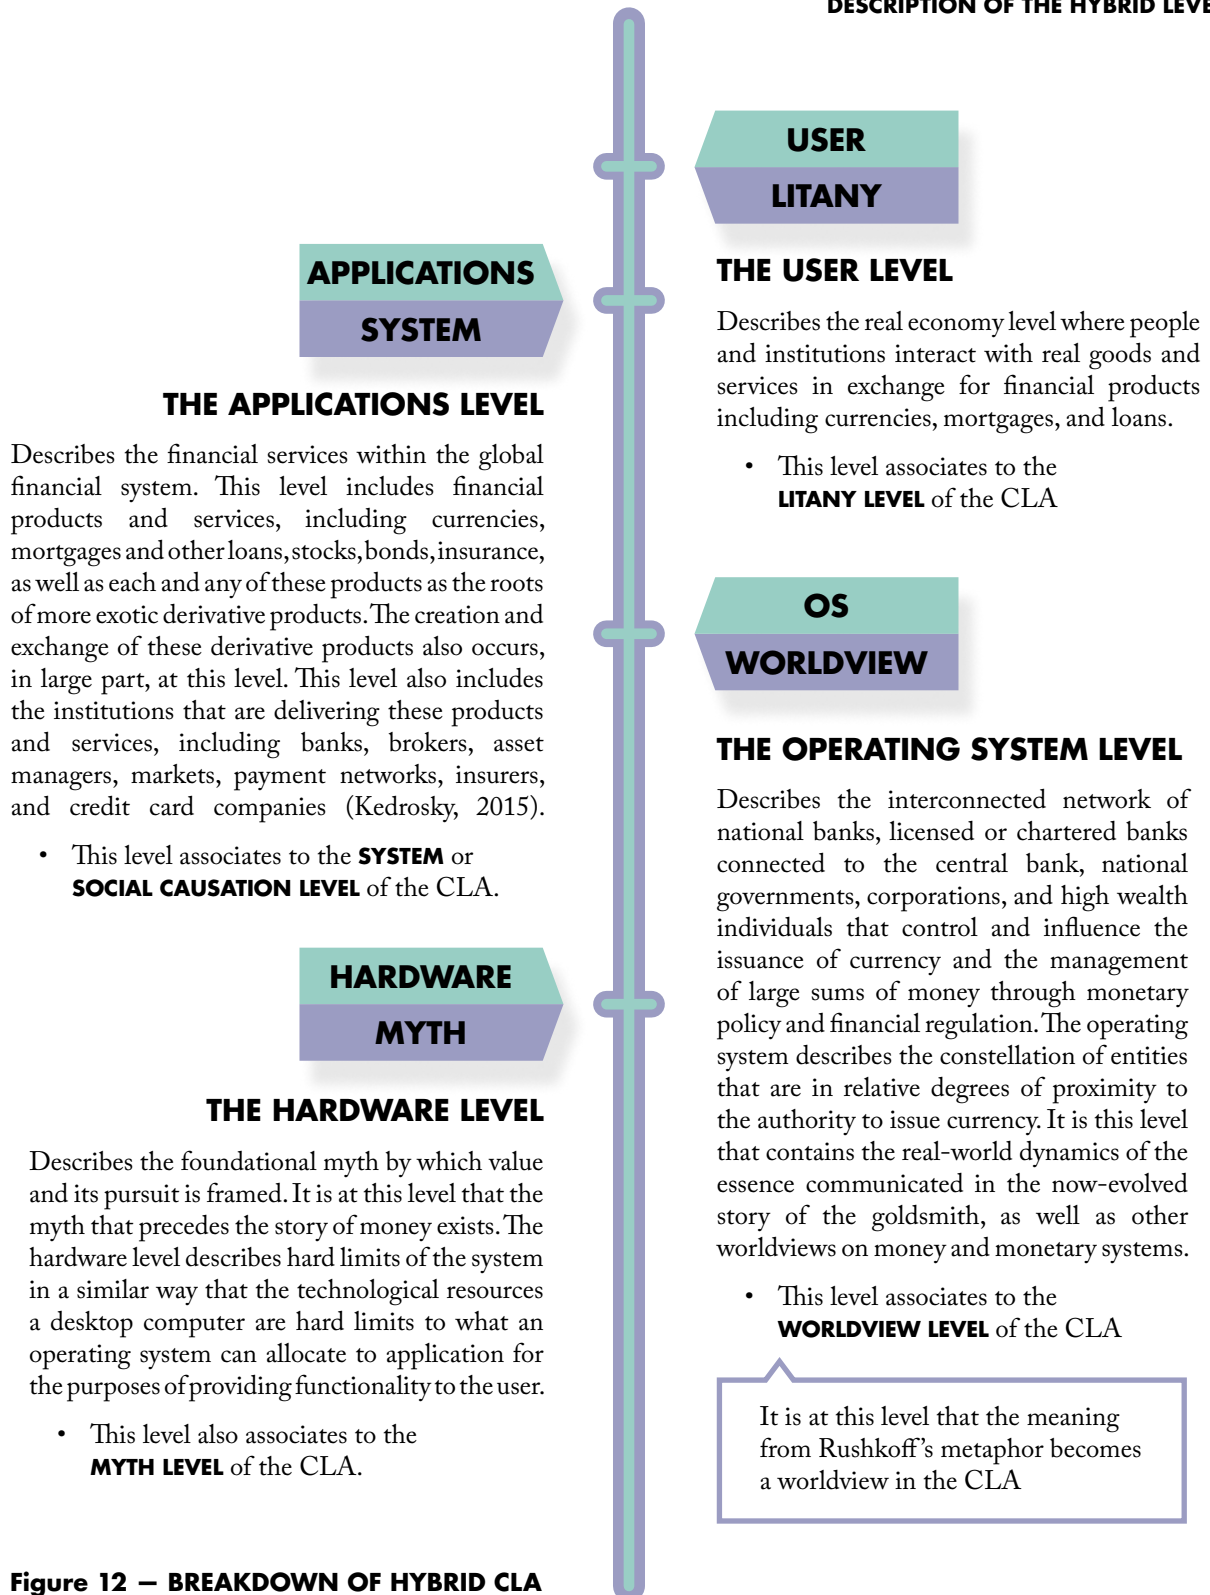 DESCRIPTION OF THE HYBRID LEVE
USER
LITANY
THE USER LEVEL
Describes the real economy level where people
and institutions interact with real goods and
services in exchange for financial products
including currencies, mortgages, and loans.
• This level associates to the
LITANY LEVEL of the CLA
APPLICATIONS
SYSTEM
THE APPLICATIONS LEVEL
Describes the financial services within the global
financial system. This level includes financial
products and services, including currencies,
mortgages and other loans, stocks, bonds, insurance,
as well as each and any of these products as the roots
of more exotic derivative products. The creation and
exchange of these derivative products also occurs,
in large part, at this level. This level also includes
the institutions that are delivering these products
and services, including banks, brokers, asset
managers, markets, payment networks, insurers,
and credit card companies (Kedrosky, 2015).
• This level associates to the SYSTEM or
SOCIAL CAUSATION LEVEL of the CLA.
OS
WORLDVIEW
THE OPERATING SYSTEM LEVEL
Describes the interconnected network of
national banks, licensed or chartered banks
connected to the central bank, national
governments, corporations, and high wealth
individuals that control and influence the
issuance of currency and the management
of large sums of money through monetary
policy and financial regulation. The operating
system describes the constellation of entities
that are in relative degrees of proximity to
the authority to issue currency. It is this level
that contains the real-world dynamics of the
essence communicated in the now-evolved
story of the goldsmith, as well as other
worldviews on money and monetary systems.
• This level associates to the
WORLDVIEW LEVEL of the CLA
It is at this level that the meaning
from Rushkoff's metaphor becomes
a worldview in the CLA
HARDWARE
MYTH
THE HARDWARE LEVEL
Describes the foundational myth by which value
and its pursuit is framed. It is at this level that the
myth that precedes the story of money exists. The
hardware level describes hard limits of the system
in a similar way that the technological resources
a desktop computer are hard limits to what an
operating system can allocate to application for
the purposes of providing functionality to the user.
• This level also associates to the
MYTH LEVEL of the CLA.
Figure 12 — BREAKDOWN OF HYBRID CLA